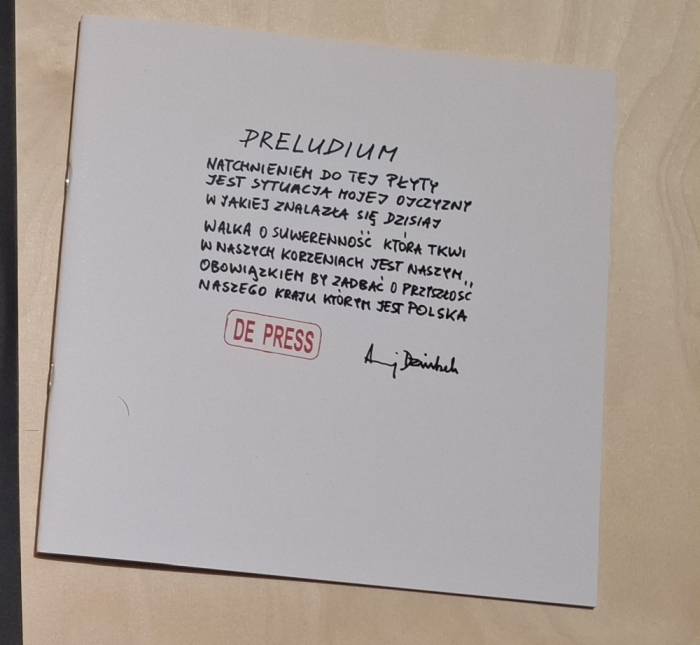 PRELUDIUM
NATCHNIENIEM DO TEJ PŁYTY
JEST SYTUACJA MOJEJ OJCZYZNY
W JAKIEJ ZNALAZŁA SIĘ DZISIAJ
WALKA O SUWERENNOŚĆ KTÓRA TKWI
W NASZYCH KORZENIACH JEST NASZYM
OBOWIĄZKIEM BY ZADBAĆ O PRZYSZŁOŚĆ
NASZEGO KRAJU KTÓRYM JEST POLSKA
DE PRESS